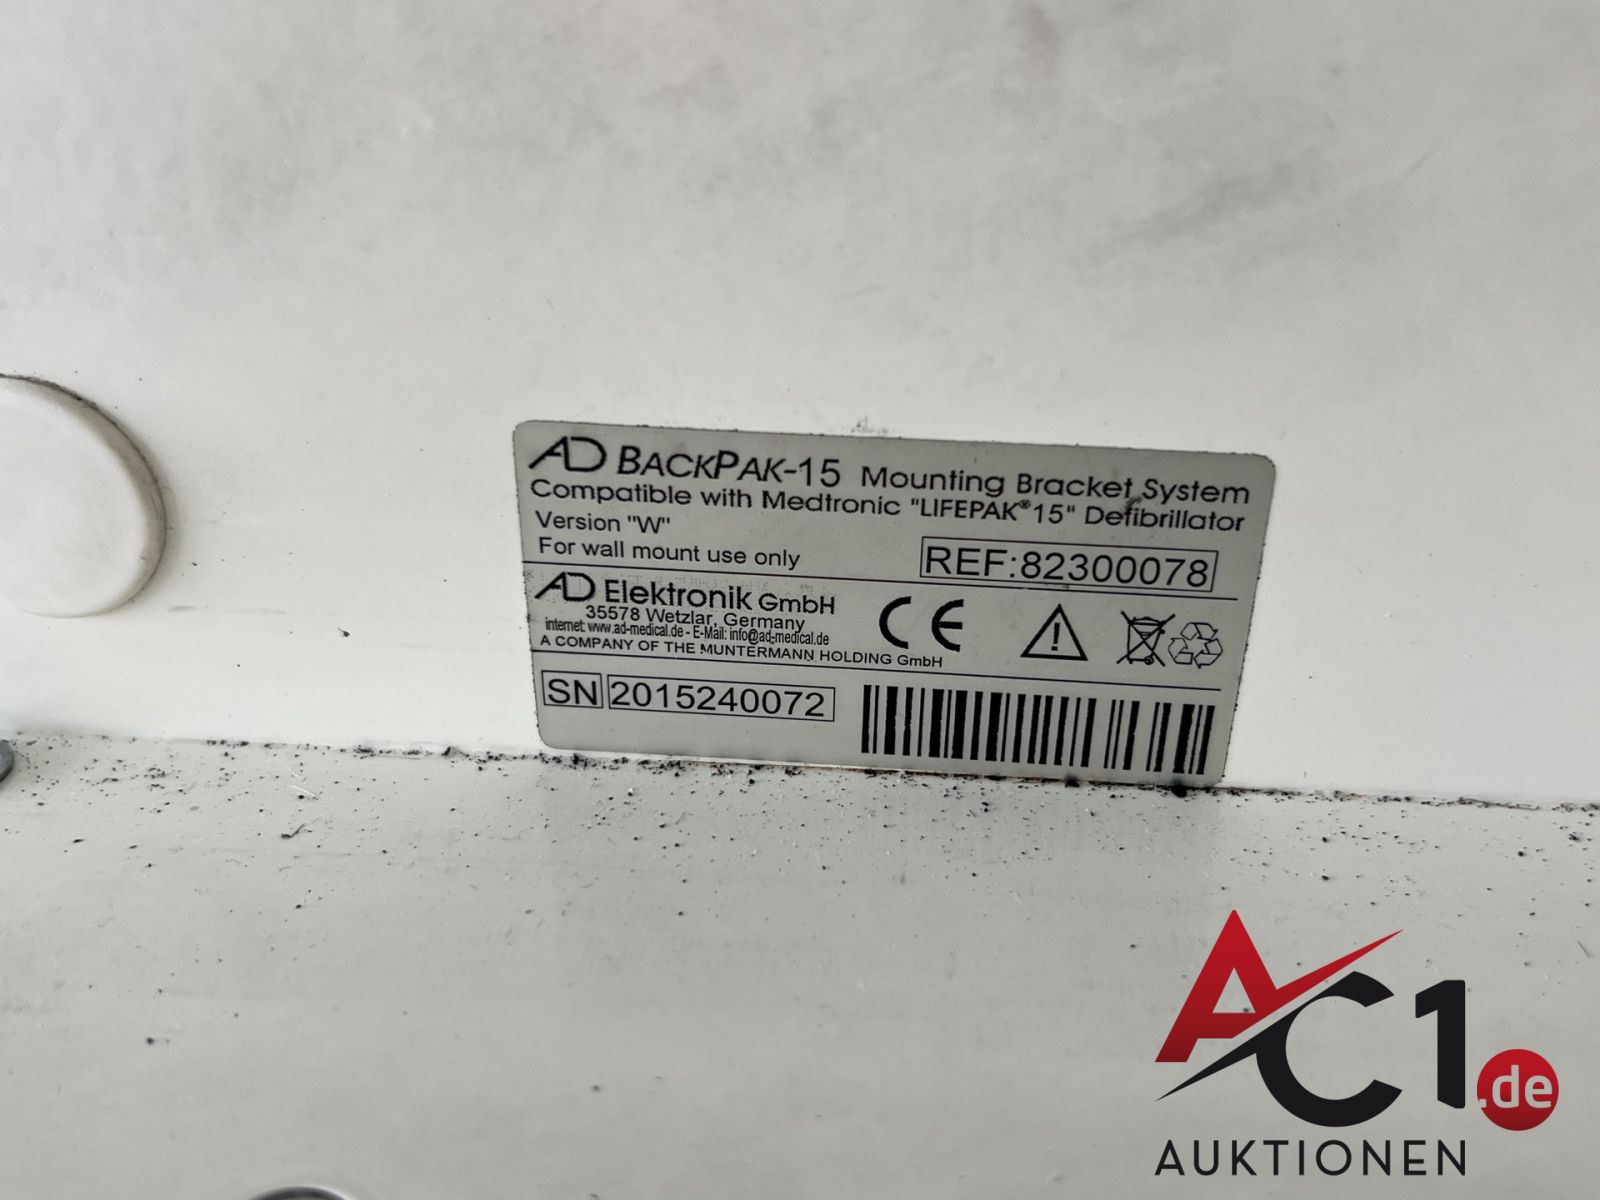 AD BACKPAK-15 Mounting Bracket System
Compatible with Medtronic "LIFEPAK®15" Defibrillator
Version "W"
For wall mount use only
REF:82300078
AD Elektronik GmbH
35578 Wetzlar, Germany
internet: www.ad-medical.de - E-Mail: info@ad-medical.de
A COMPANY OF THE MUNTERMANN HOLDING GmbH
CE
SN 2015240072
AC1.de
AUKTIONEN